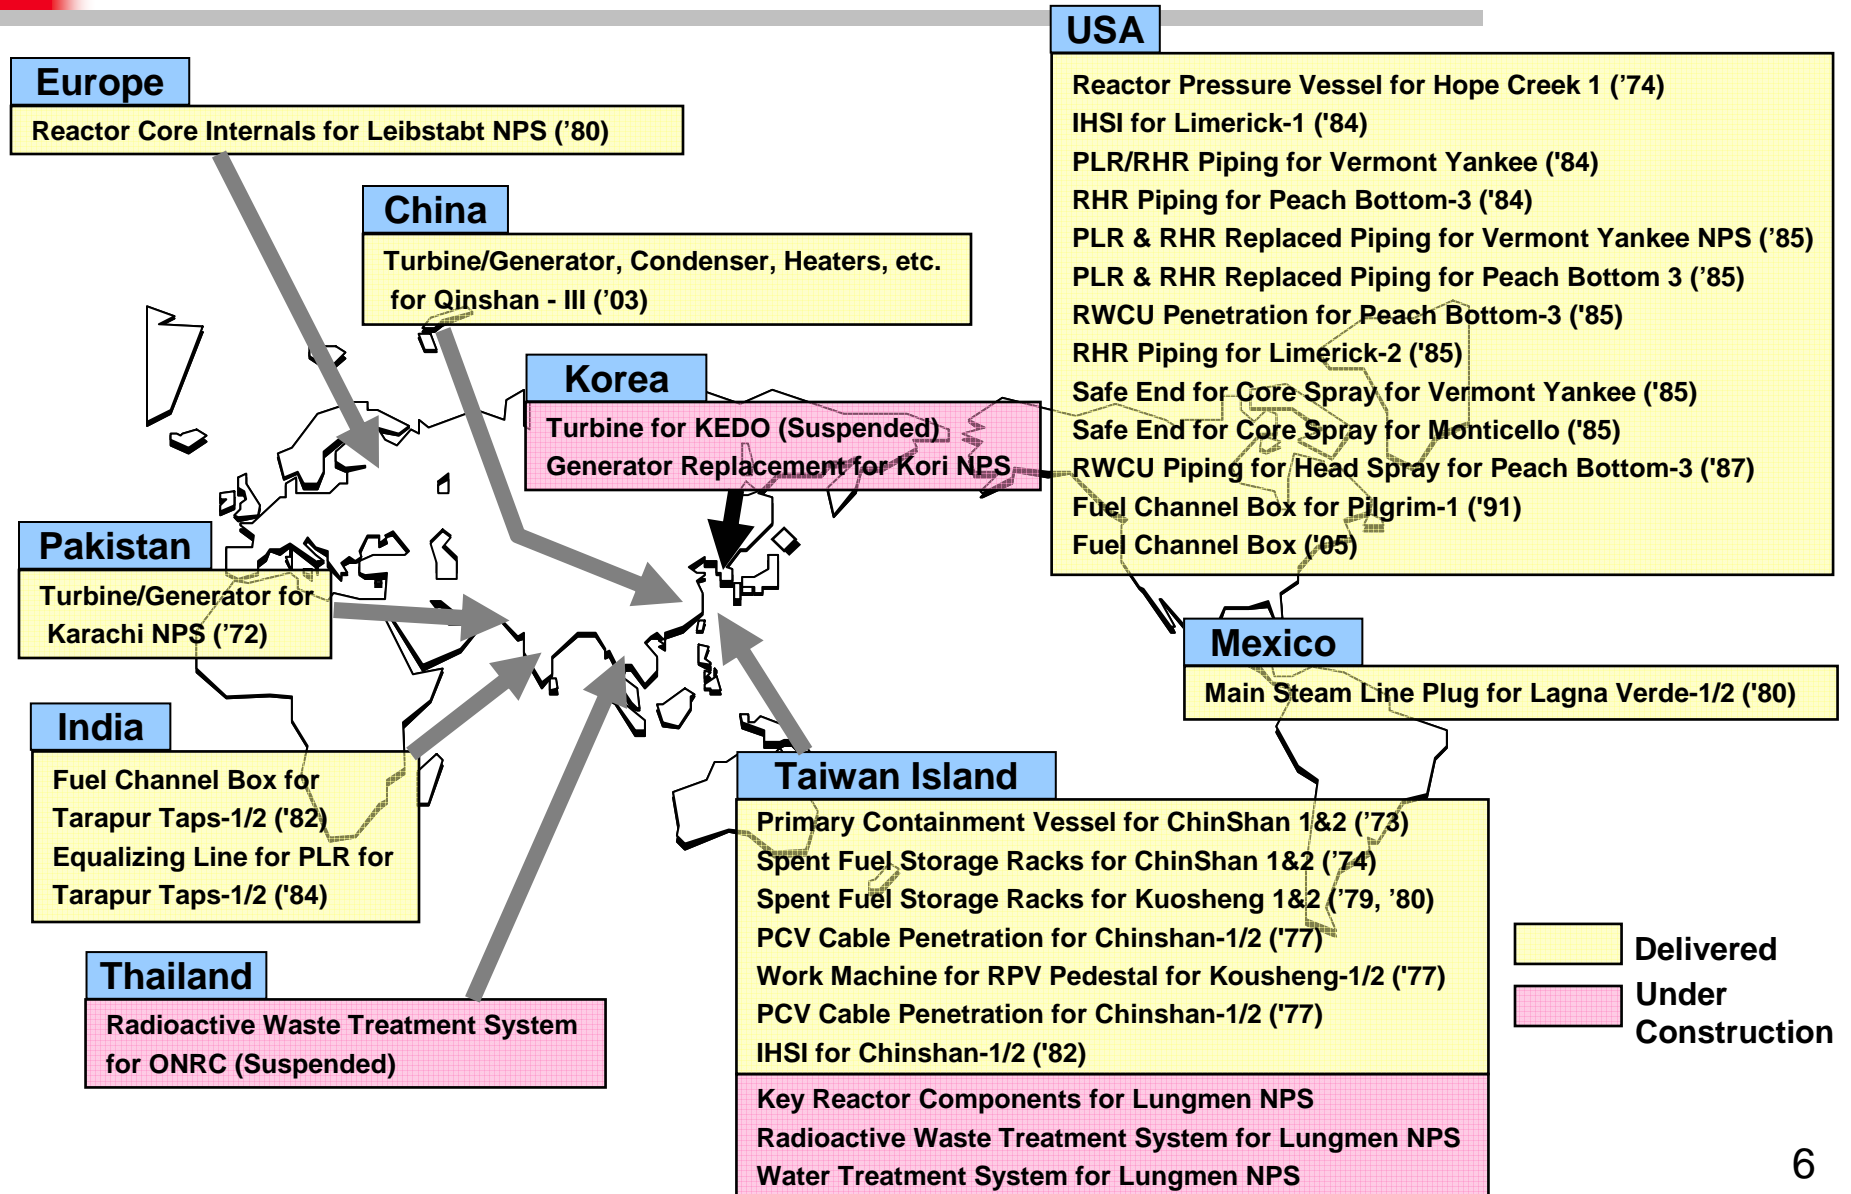 USA
Reactor Pressure Vessel for Hope Creek 1 (’74)
IHSI for Limerick-1 ('84)
PLR/RHR Piping for Vermont Yankee ('84)
RHR Piping for Peach Bottom-3 ('84)
PLR & RHR Replaced Piping for Vermont Yankee NPS (’85)
PLR & RHR Replaced Piping for Peach Bottom 3 (’85)
RWCU Penetration for Peach Bottom-3 ('85)
RHR Piping for Limerick-2 ('85)
Safe End for Core Spray for Vermont Yankee ('85)
Safe End for Core Spray for Monticello ('85)
RWCU Piping for Head Spray for Peach Bottom-3 ('87)
Fuel Channel Box for Pilgrim-1 ('91)
Fuel Channel Box ('05)
Europe
Reactor Core Internals for Leibstabt NPS (’80)
China
Turbine/Generator, Condenser, Heaters, etc.
for Qinshan - III (’03)
Korea
Turbine for KEDO (Suspended)
Generator Replacement for Kori NPS
Pakistan
Turbine/Generator for
Karachi NPS (’72)
Mexico
Main Steam Line Plug for Lagna Verde-1/2 ('80)
India
Fuel Channel Box for
Tarapur Taps-1/2 ('82)
Equalizing Line for PLR for
Tarapur Taps-1/2 ('84)
Taiwan Island
Primary Containment Vessel for ChinShan 1&2 (’73)
Spent Fuel Storage Racks for ChinShan 1&2 (’74)
Spent Fuel Storage Racks for Kuosheng 1&2 (’79, ’80)
PCV Cable Penetration for Chinshan-1/2 ('77)
Work Machine for RPV Pedestal for Kousheng-1/2 ('77)
PCV Cable Penetration for Chinshan-1/2 ('77)
IHSI for Chinshan-1/2 ('82)
Key Reactor Components for Lungmen NPS
Radioactive Waste Treatment System for Lungmen NPS
Water Treatment System for Lungmen NPS
Thailand
Radioactive Waste Treatment System
for ONRC (Suspended)
Delivered
Under
Construction
6